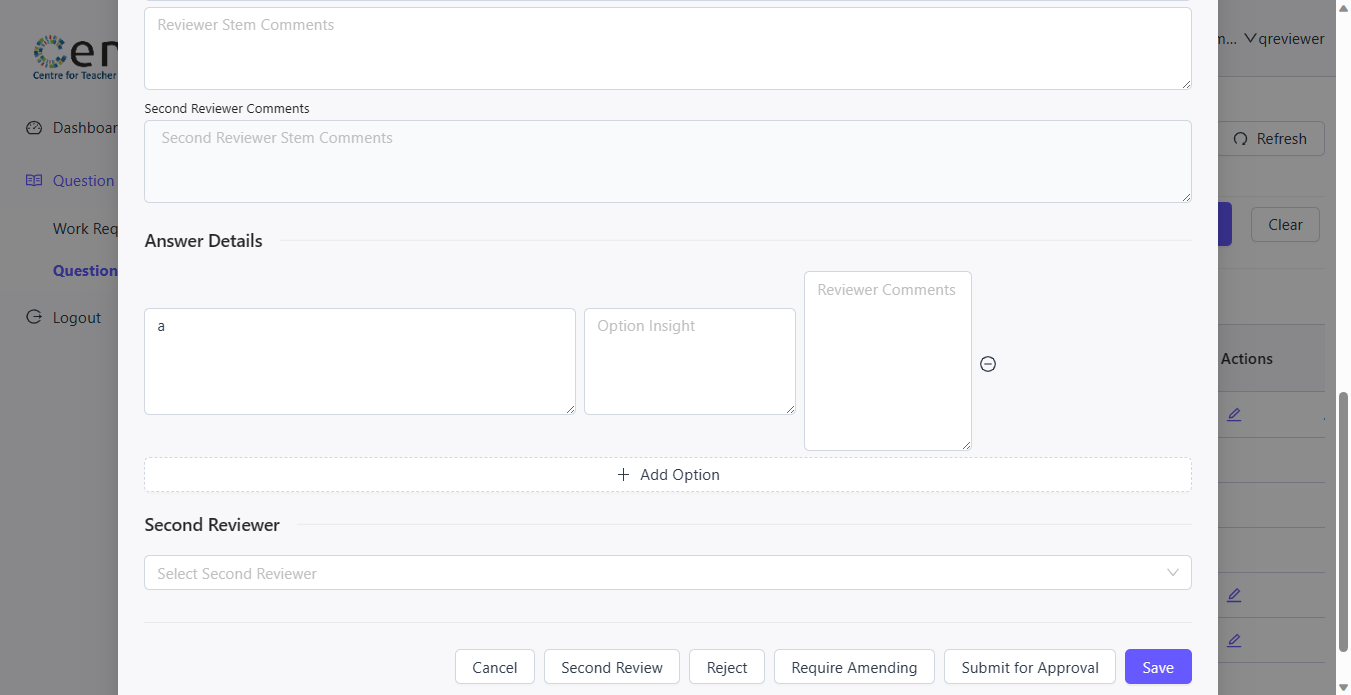 Reviewer Stem Comments
Cen
Centre for Teacher
m...
qreviewer
Second Reviewer Comments
Dashboar
Second Reviewer Stem Comments
Refresh
Question
Work Req
Clear
Answer Details
Question
Reviewer Comments
Logout
a
Option Insight
Actions
Add Option
Second Reviewer
Select Second Reviewer
Cancel
Second Review
Reject
Require Amending
Submit for Approval
Save